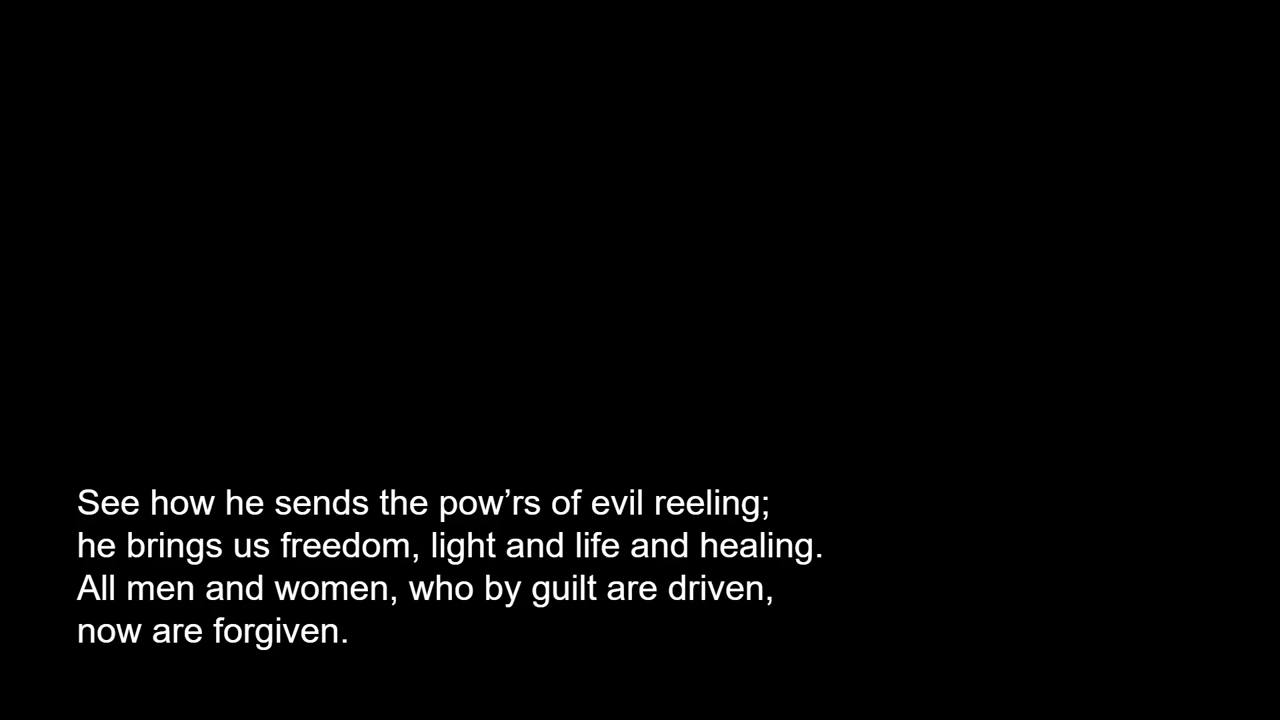 See how he sends the pow’rs of evil reeling;
he brings us freedom, light and life and healing.
All men and women, who by guilt are driven,
now are forgiven.